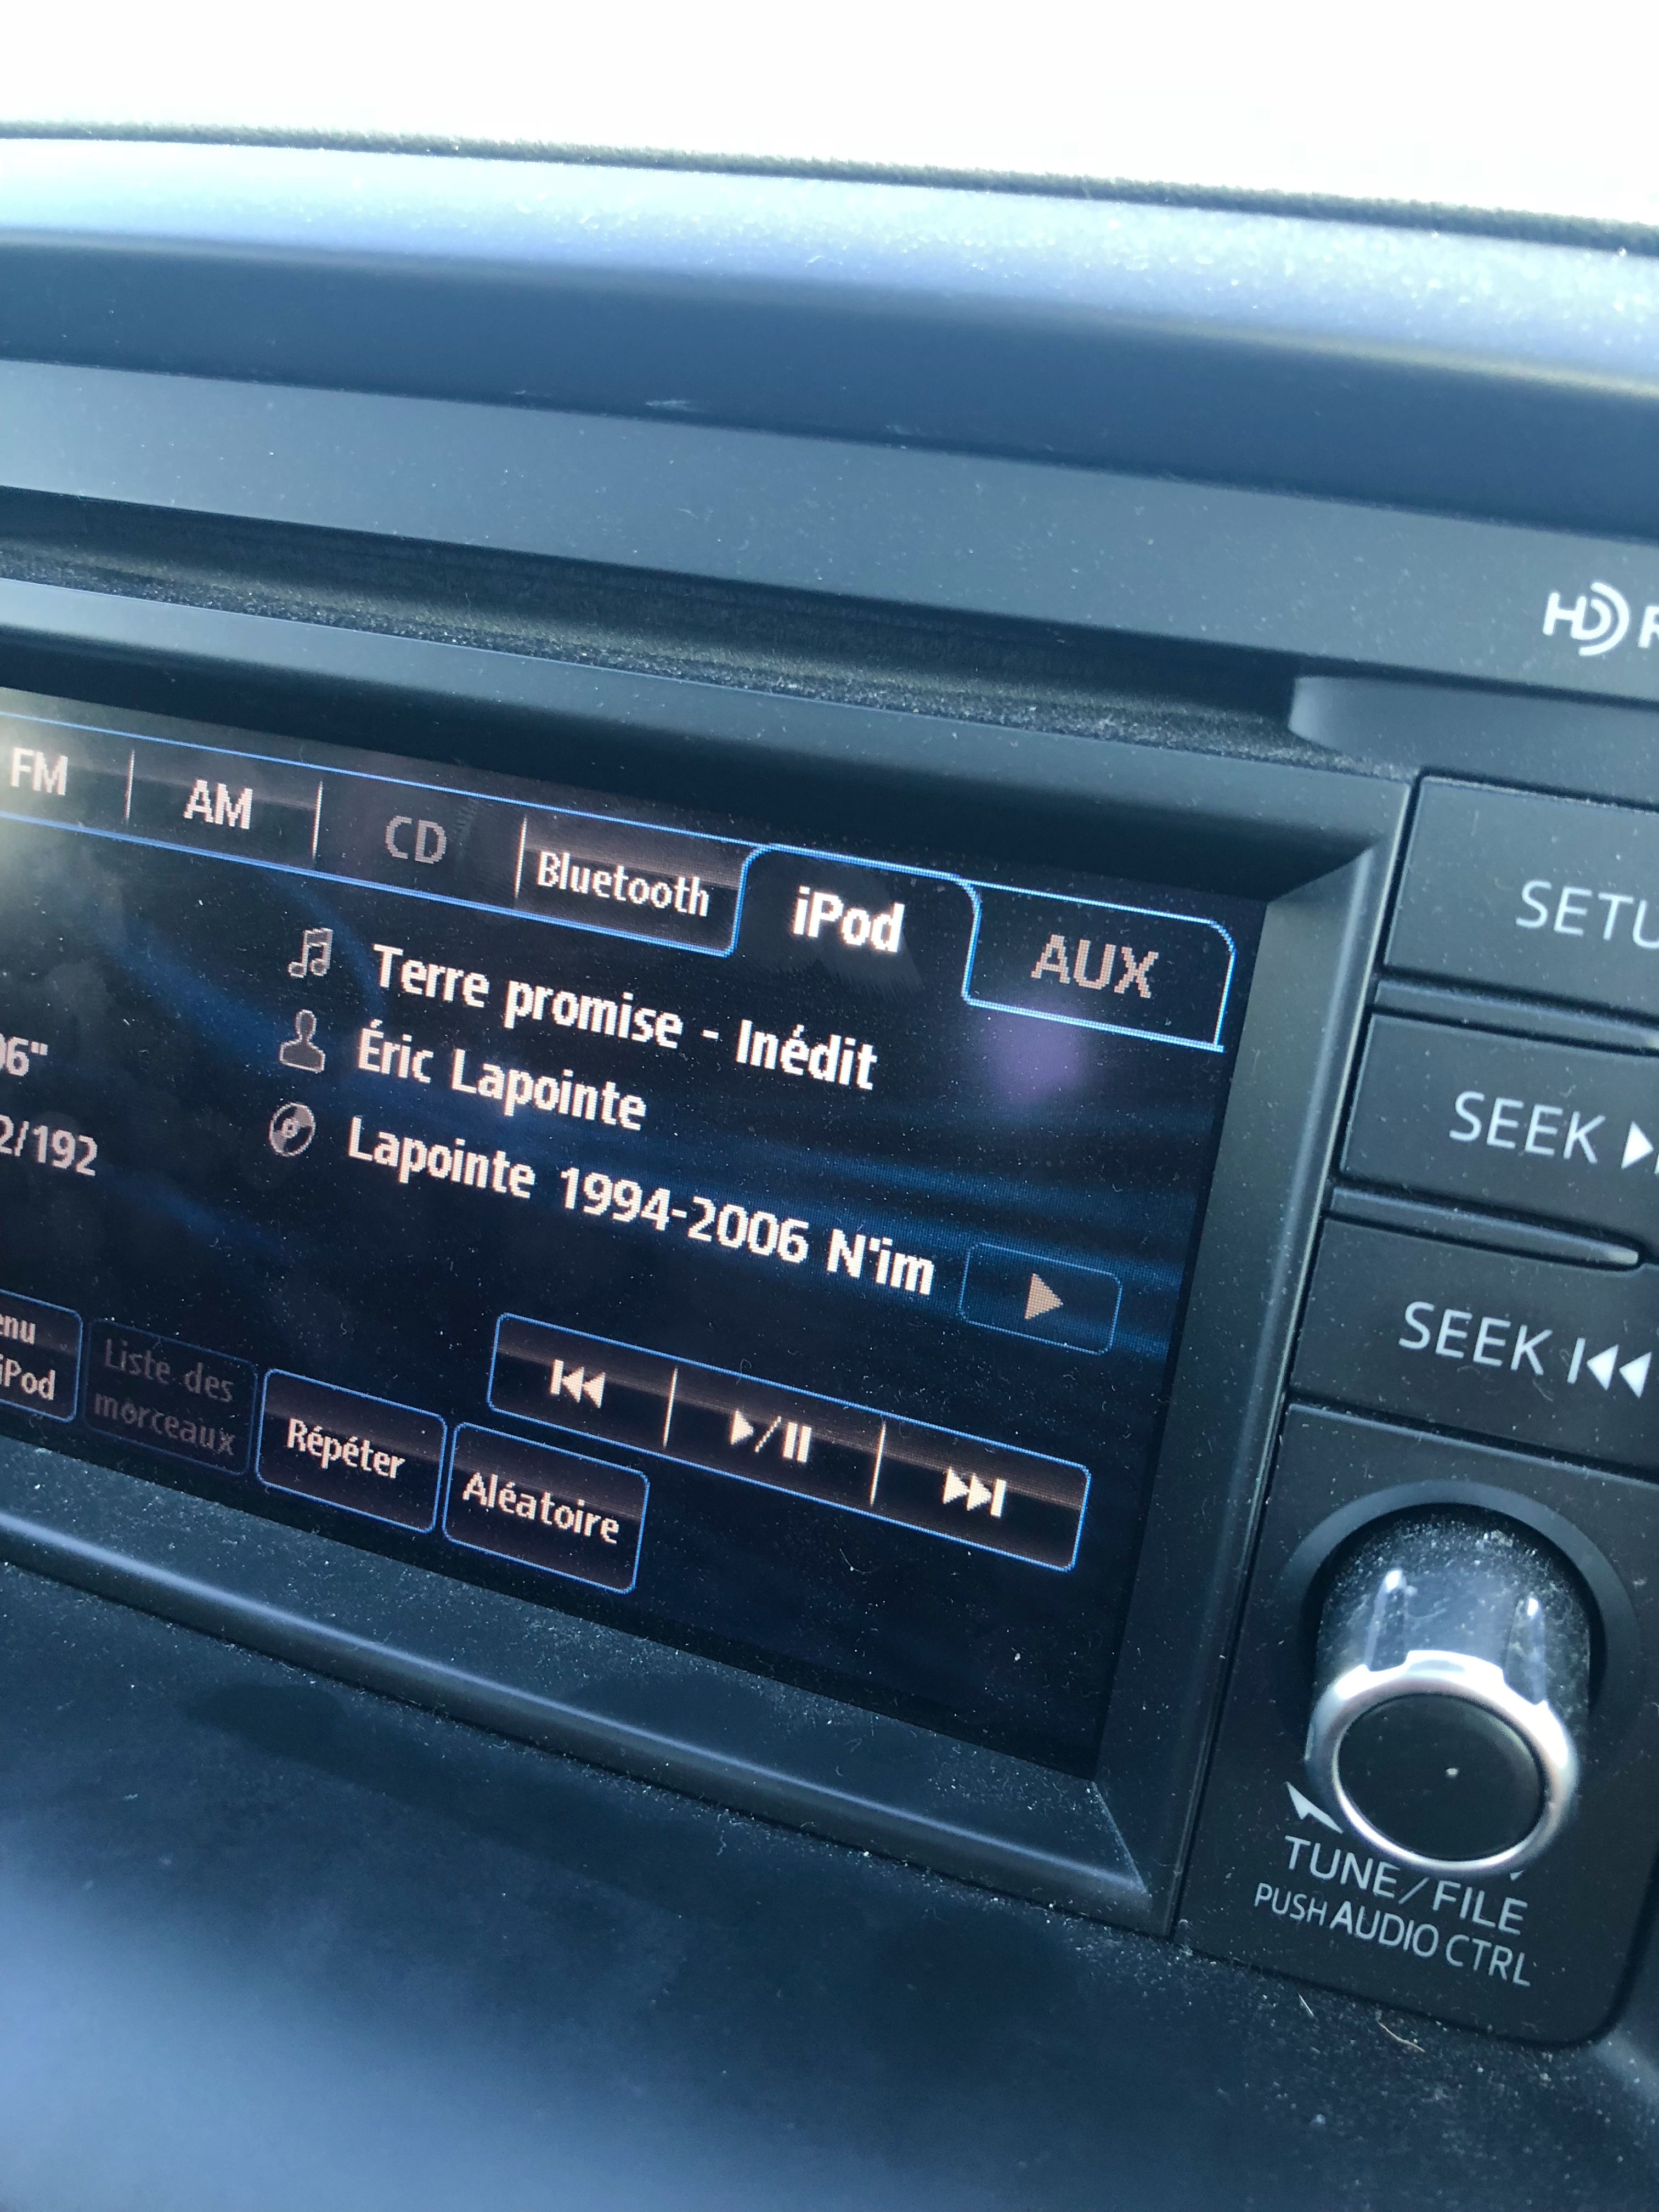 HD
FM AM CD Bluetooth iPod AUX
Terre promise - Inédit
Éric Lapointe
06"
Lapointe 1994-2006 N'im
2/192
iPod
Liste des
morceaux
Répéter
Aléatoire
SETU
SEEK
SEEK
TUNE/FILE
PUSH AUDIO CTRL